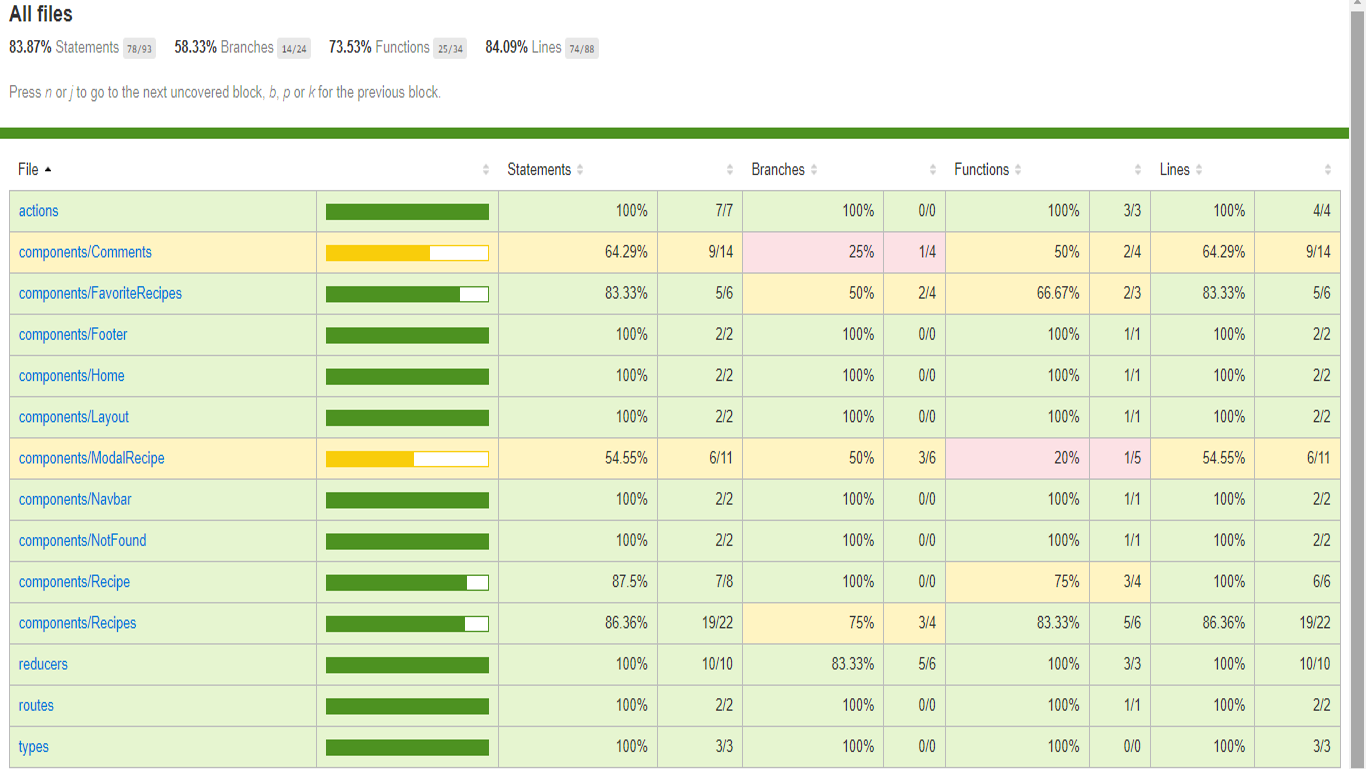 All files
83.87% Statements 78/93 58.33% Branches 14/24 73.53% Functions 25/34 84.09% Lines 74/88
Press n or j to go to the next uncovered block, b, p or k for the previous block.
File Statements Branches Functions Lines
actions 100% 7/7 100% 0/0 100% 3/3 100% 4/4
components/Comments 64.29% 9/14 25% 1/4 50% 2/4 64.29% 9/14
components/FavoriteRecipes 83.33% 5/6 50% 2/4 66.67% 2/3 83.33% 5/6
components/Footer 100% 2/2 100% 0/0 100% 1/1 100% 2/2
components/Home 100% 2/2 100% 0/0 100% 1/1 100% 2/2
components/Layout 100% 2/2 100% 0/0 100% 1/1 100% 2/2
components/ModalRecipe 54.55% 6/11 50% 3/6 20% 1/5 54.55% 6/11
components/Navbar 100% 2/2 100% 0/0 100% 1/1 100% 2/2
components/NotFound 100% 2/2 100% 0/0 100% 1/1 100% 2/2
components/Recipe 87.5% 7/8 100% 0/0 75% 3/4 100% 6/6
components/Recipes 86.36% 19/22 75% 3/4 83.33% 5/6 86.36% 19/22
reducers 100% 10/10 83.33% 5/6 100% 3/3 100% 10/10
routes 100% 2/2 100% 0/0 100% 1/1 100% 2/2
types 100% 3/3 100% 0/0 100% 0/0 100% 3/3